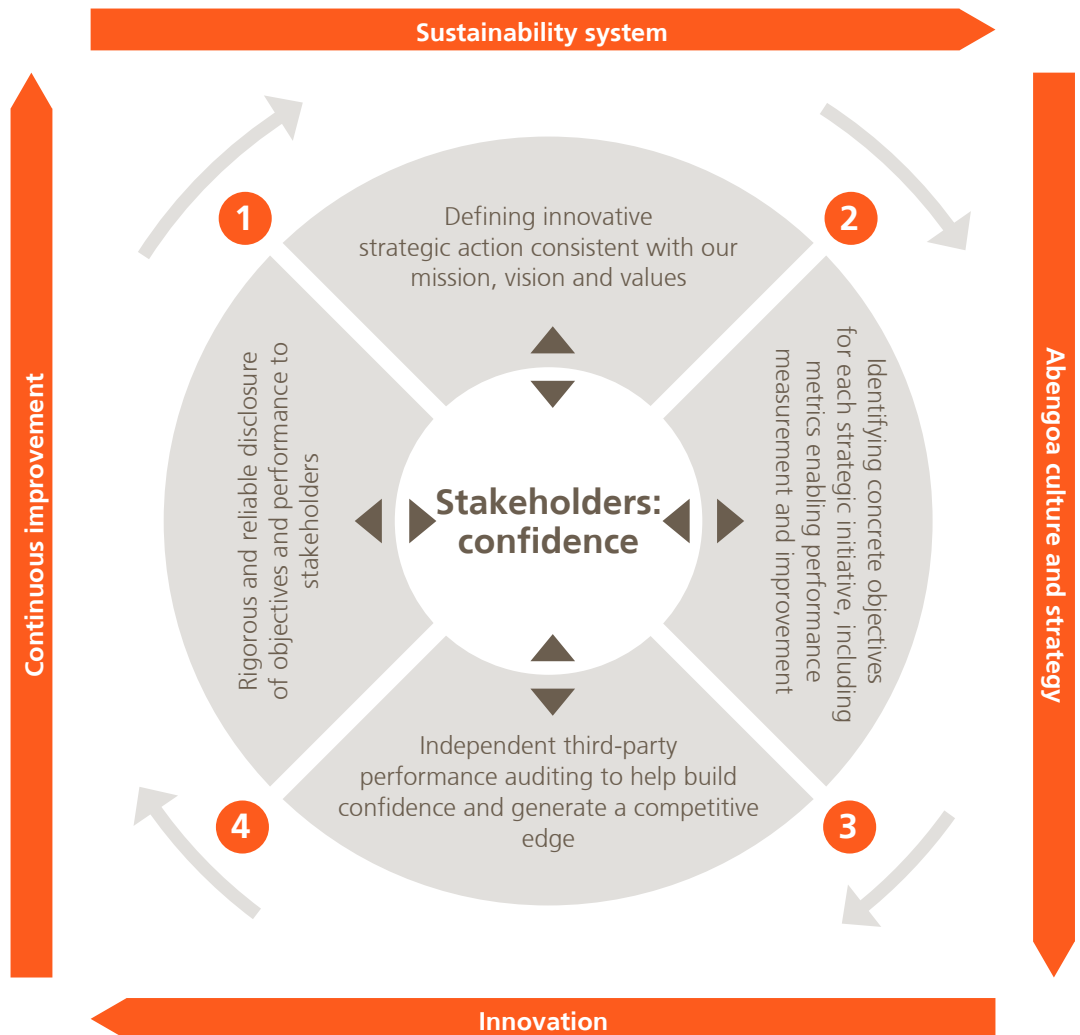 Sustainability system
1
2
Defining innovative
strategic action consistent with our
mission, vision and values
Continuous improvement
Rigorous and reliable disclosure
of objectives and performance to
stakeholders
Stakeholders:
confidence
Identifying concrete objectives
for each strategic initiative, including
metrics enabling performance
measurement and improvement
Abengoa culture and strategy
Independent third-party
performance auditing to help build
confidence and generate a competitive
edge
4
3
Innovation